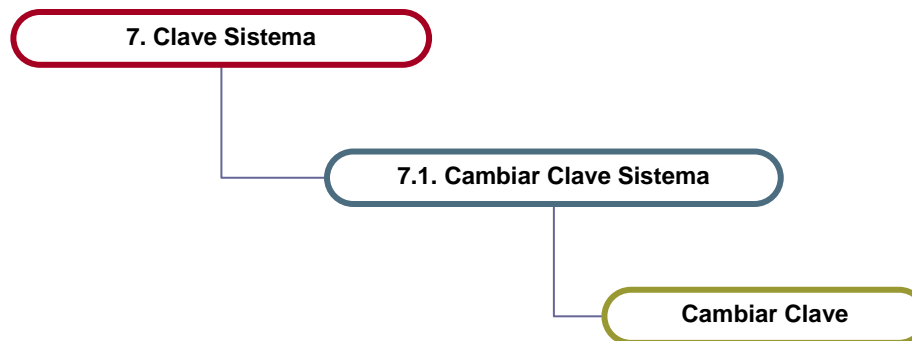 7. Clave Sistema
7.1. Cambiar Clave Sistema
Cambiar Clave